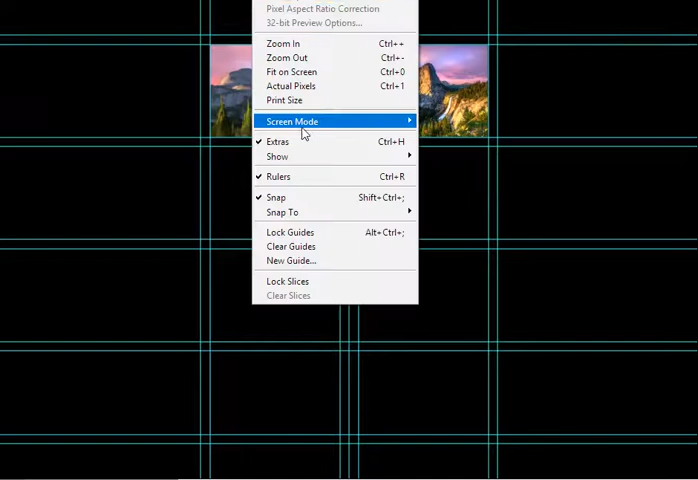 Pixel Aspect Ratio Correction
32-bit Preview Options...
Zoom In Ctrl++
Zoom Out Ctrl+-
Fit on Screen Ctrl+0
Actual Pixels Ctrl+1
Print Size
Screen Mode
Extras Ctrl+H
Show
Rulers Ctrl+R
Snap Shift+Ctrl+;
Snap To
Lock Guides Alt+Ctrl+;
Clear Guides
New Guide...
Lock Slices
Clear Slices